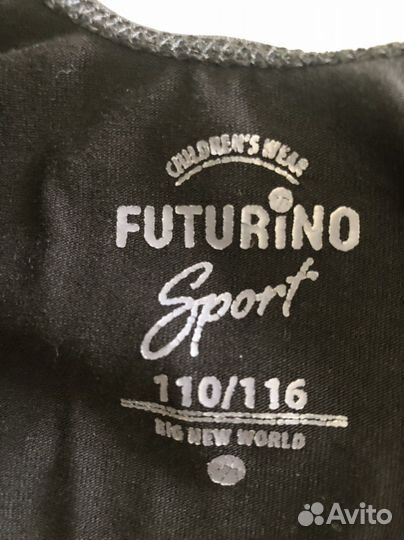 CHILDREN'S WEAR
FUTURiNO
Sport
110/116
BIG NEW WORLD
Avito